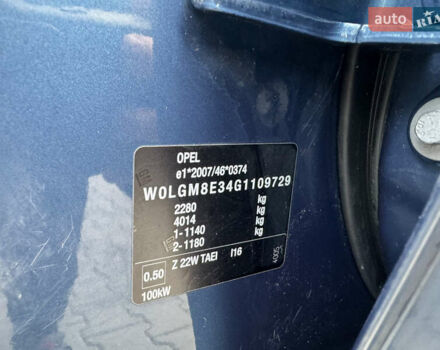 auto RIA
OPEL
e1*2007/46*0374
W0LGM8E34G1109729
2280 kg
4014 kg
1-1140 kg
2-1180 kg
0.50 Z 22W TAEI I16
100kW